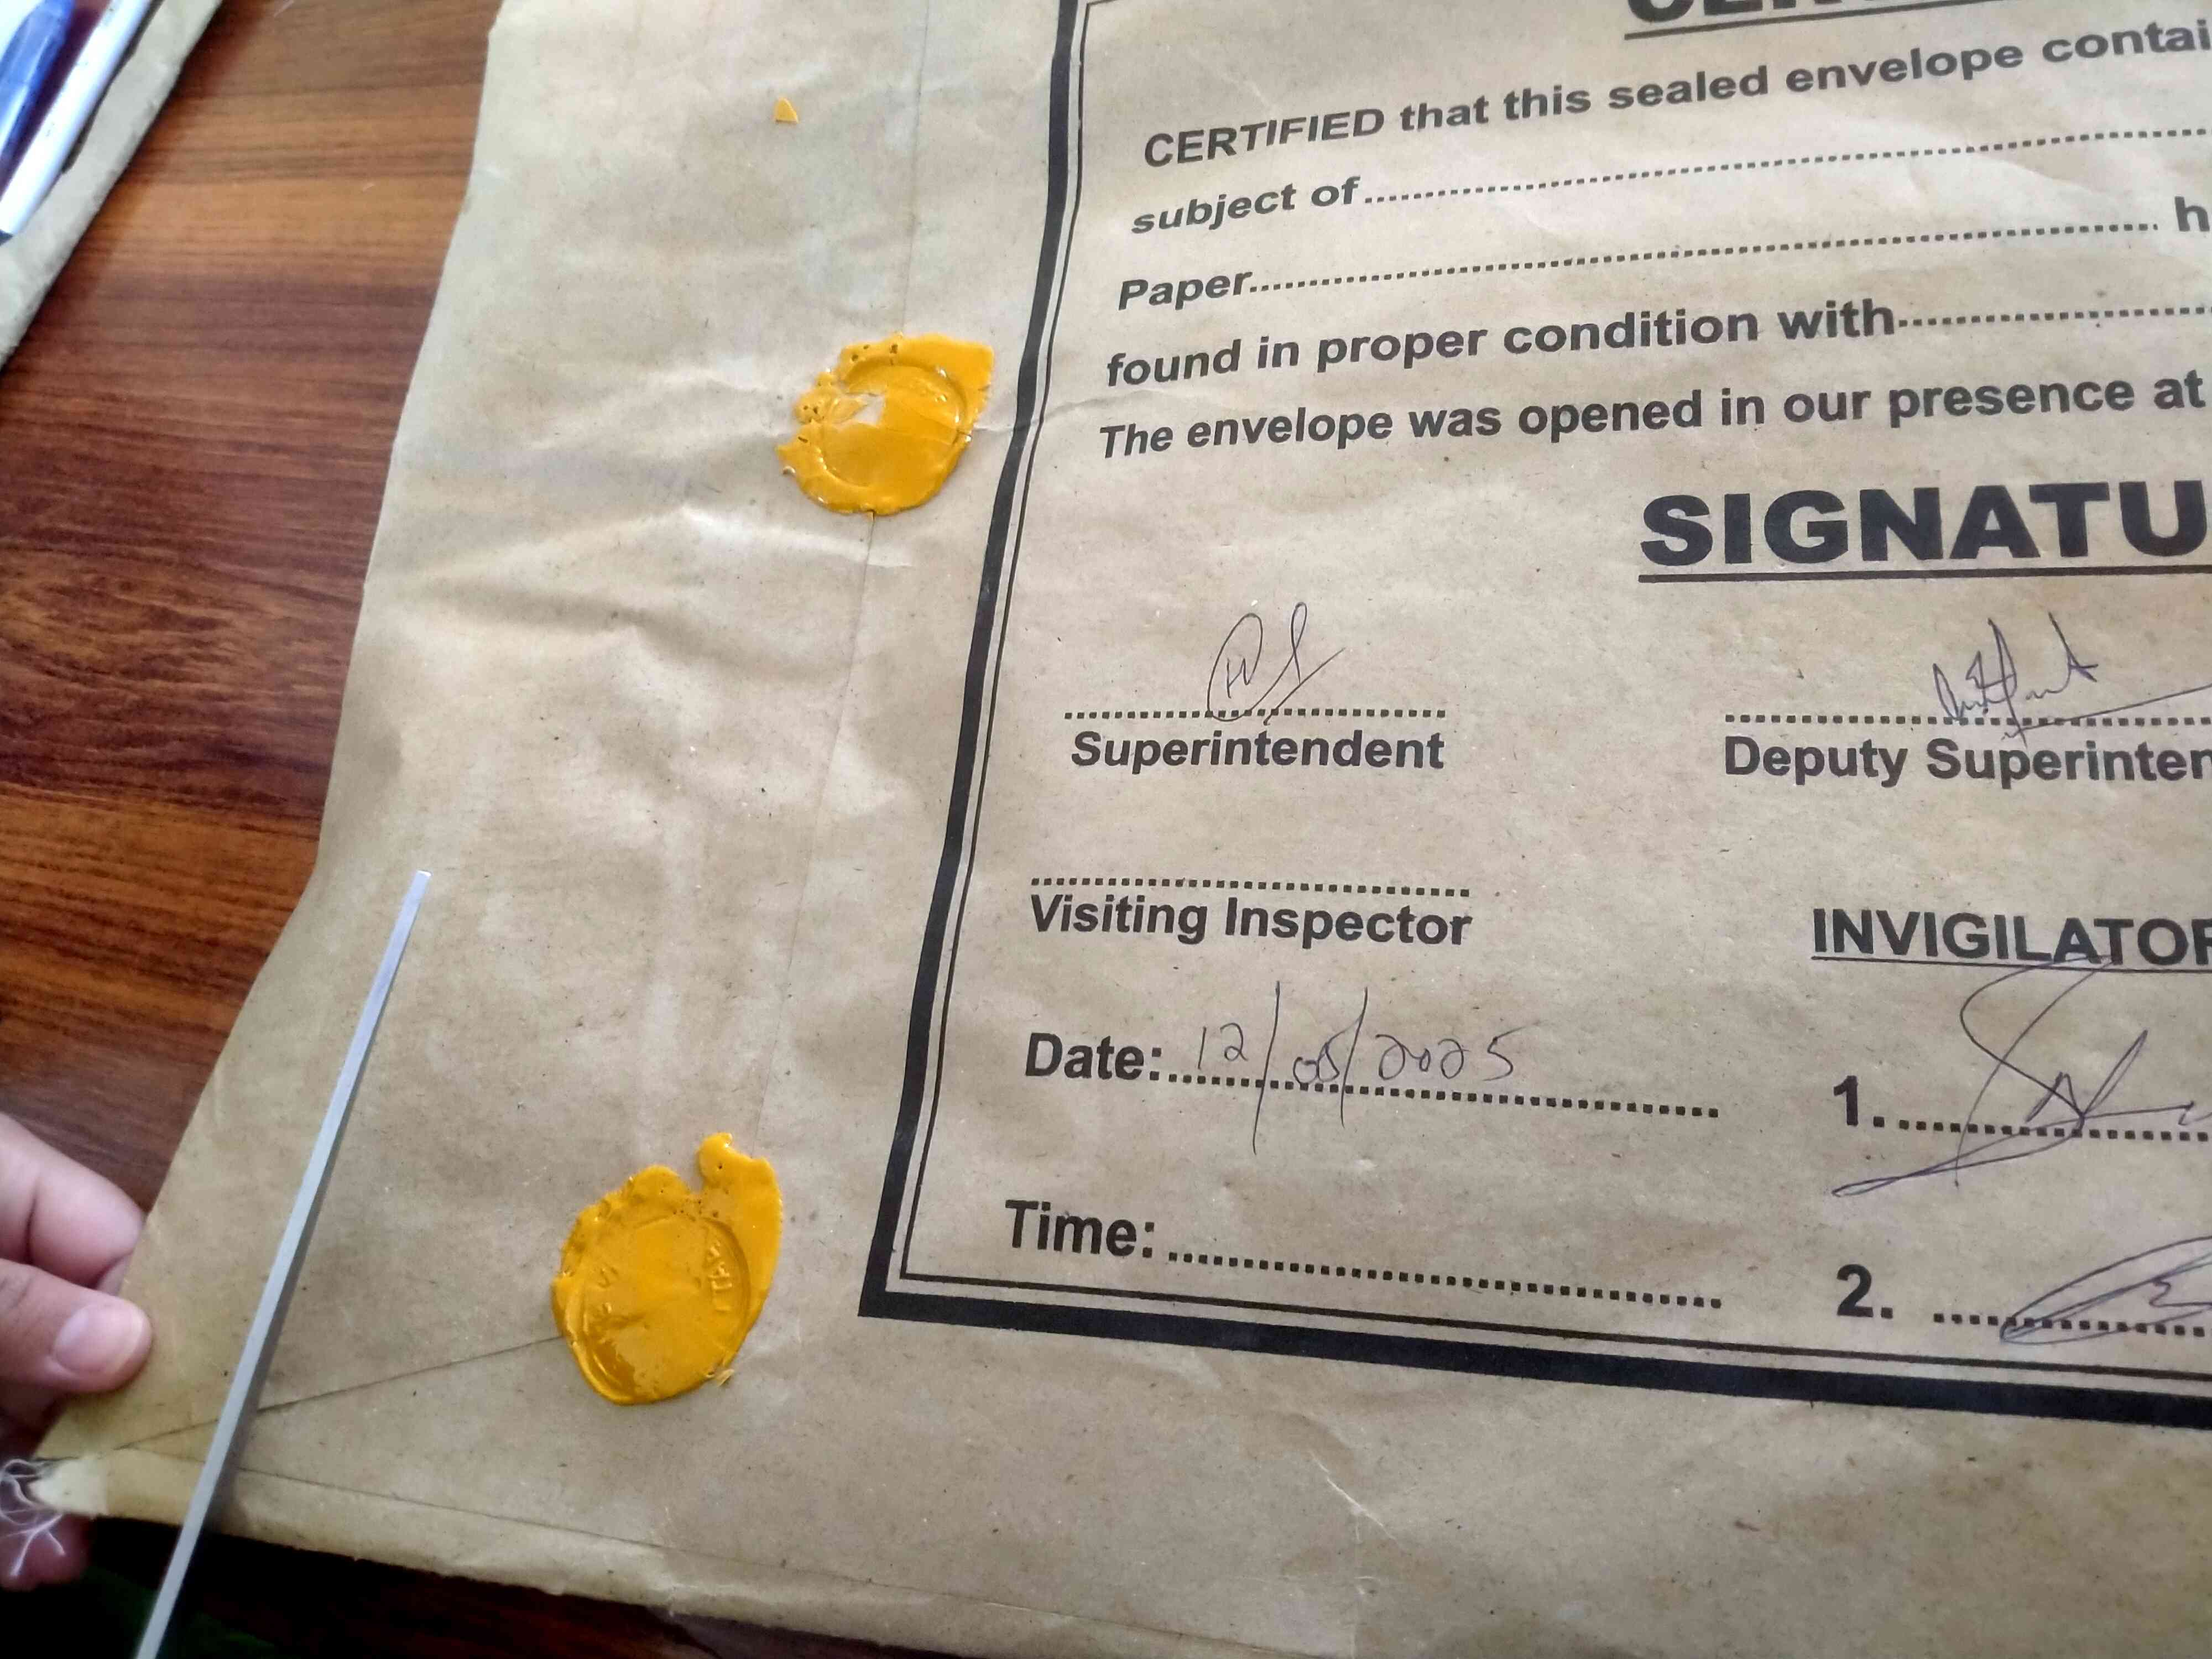 CERTIFIED that this sealed envelope contai
subject of
Paper h
found in proper condition with
The envelope was opened in our presence at
SIGNATU
Superintendent
Deputy Superinten
Visiting Inspector
INVIGILATOR
Date: 12/05/2025
1.
Time:
2.